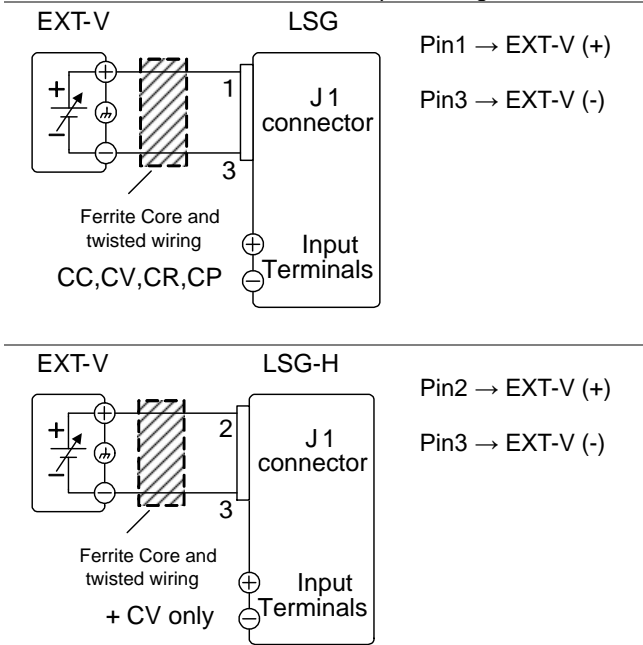 EXT-V
LSG
Pin1 → EXT-V (+)
Pin3 → EXT-V (-)
+
−
1
3
J1
connector
Ferrite Core and
twisted wiring
CC,CV,CR,CP
+
−
Input
Terminals
EXT-V
LSG-H
Pin2 → EXT-V (+)
Pin3 → EXT-V (-)
+
−
2
3
J1
connector
Ferrite Core and
twisted wiring
+ CV only
+
−
Input
Terminals